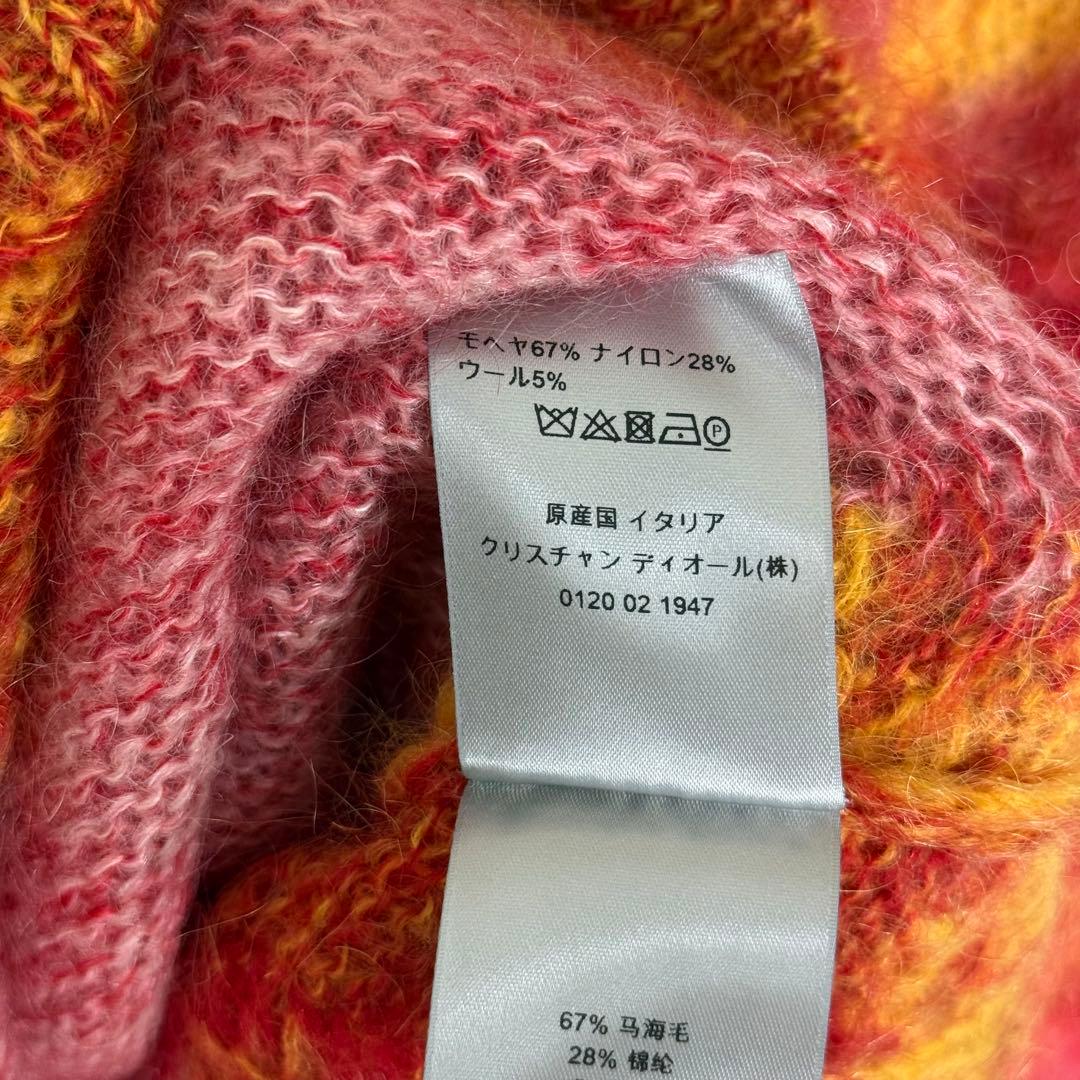 モヘヤ67% ナイロン28%
ウール5%
P
原産国 イタリア
クリスチャン ディオール(株)
0120 02 1947
67% 马海毛
28% 锦纶